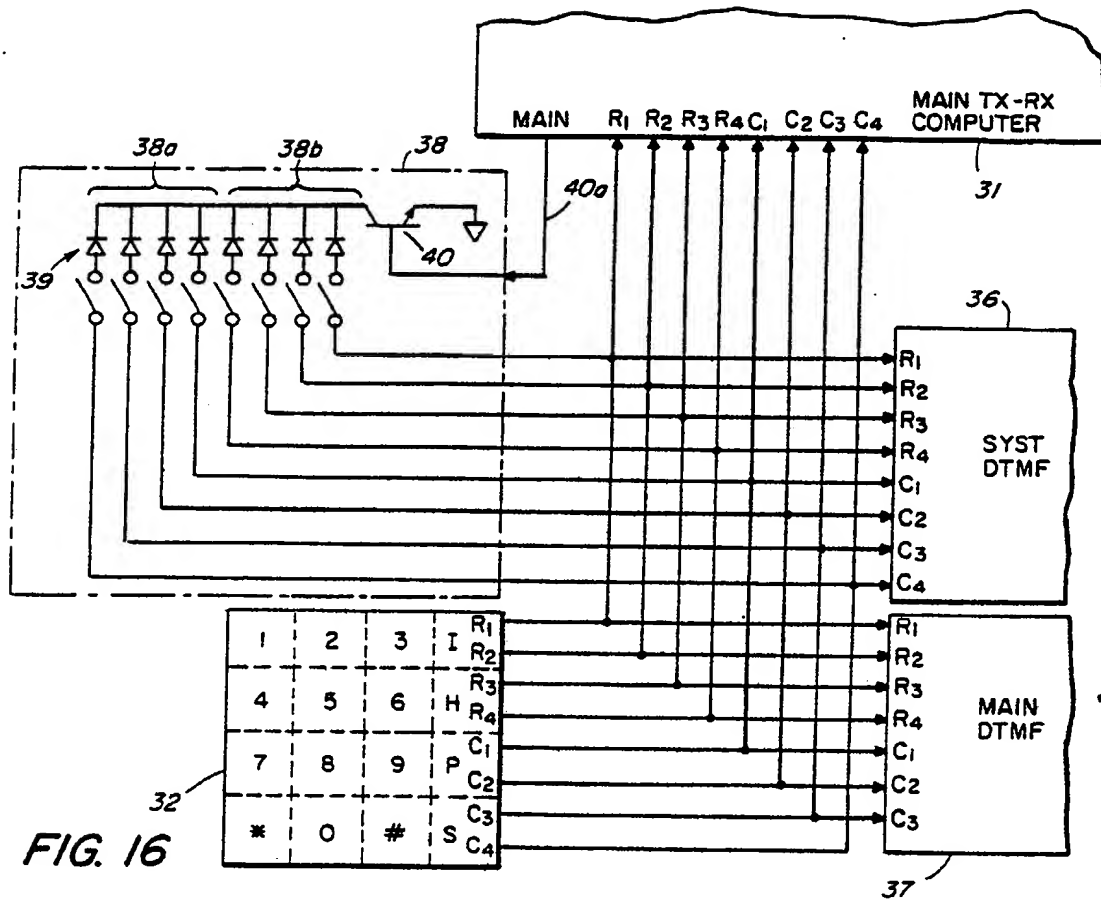 MAIN R1 R2 R3 R4 C1 C2 C3 C4 MAIN TX-RX
COMPUTER
31
38a 38b 38
40a
40
39
36
R1
R2
R3
R4
C1
C2
C3
C4
SYST
DTMF
1 2 3 I
4 5 6 H
7 8 9 P
* 0 # S
R1
R2
R3
R4
C1
C2
C3
C4
32
R1
R2
R3
R4
C1
C2
C3
MAIN
DTMF
37
FIG. 16